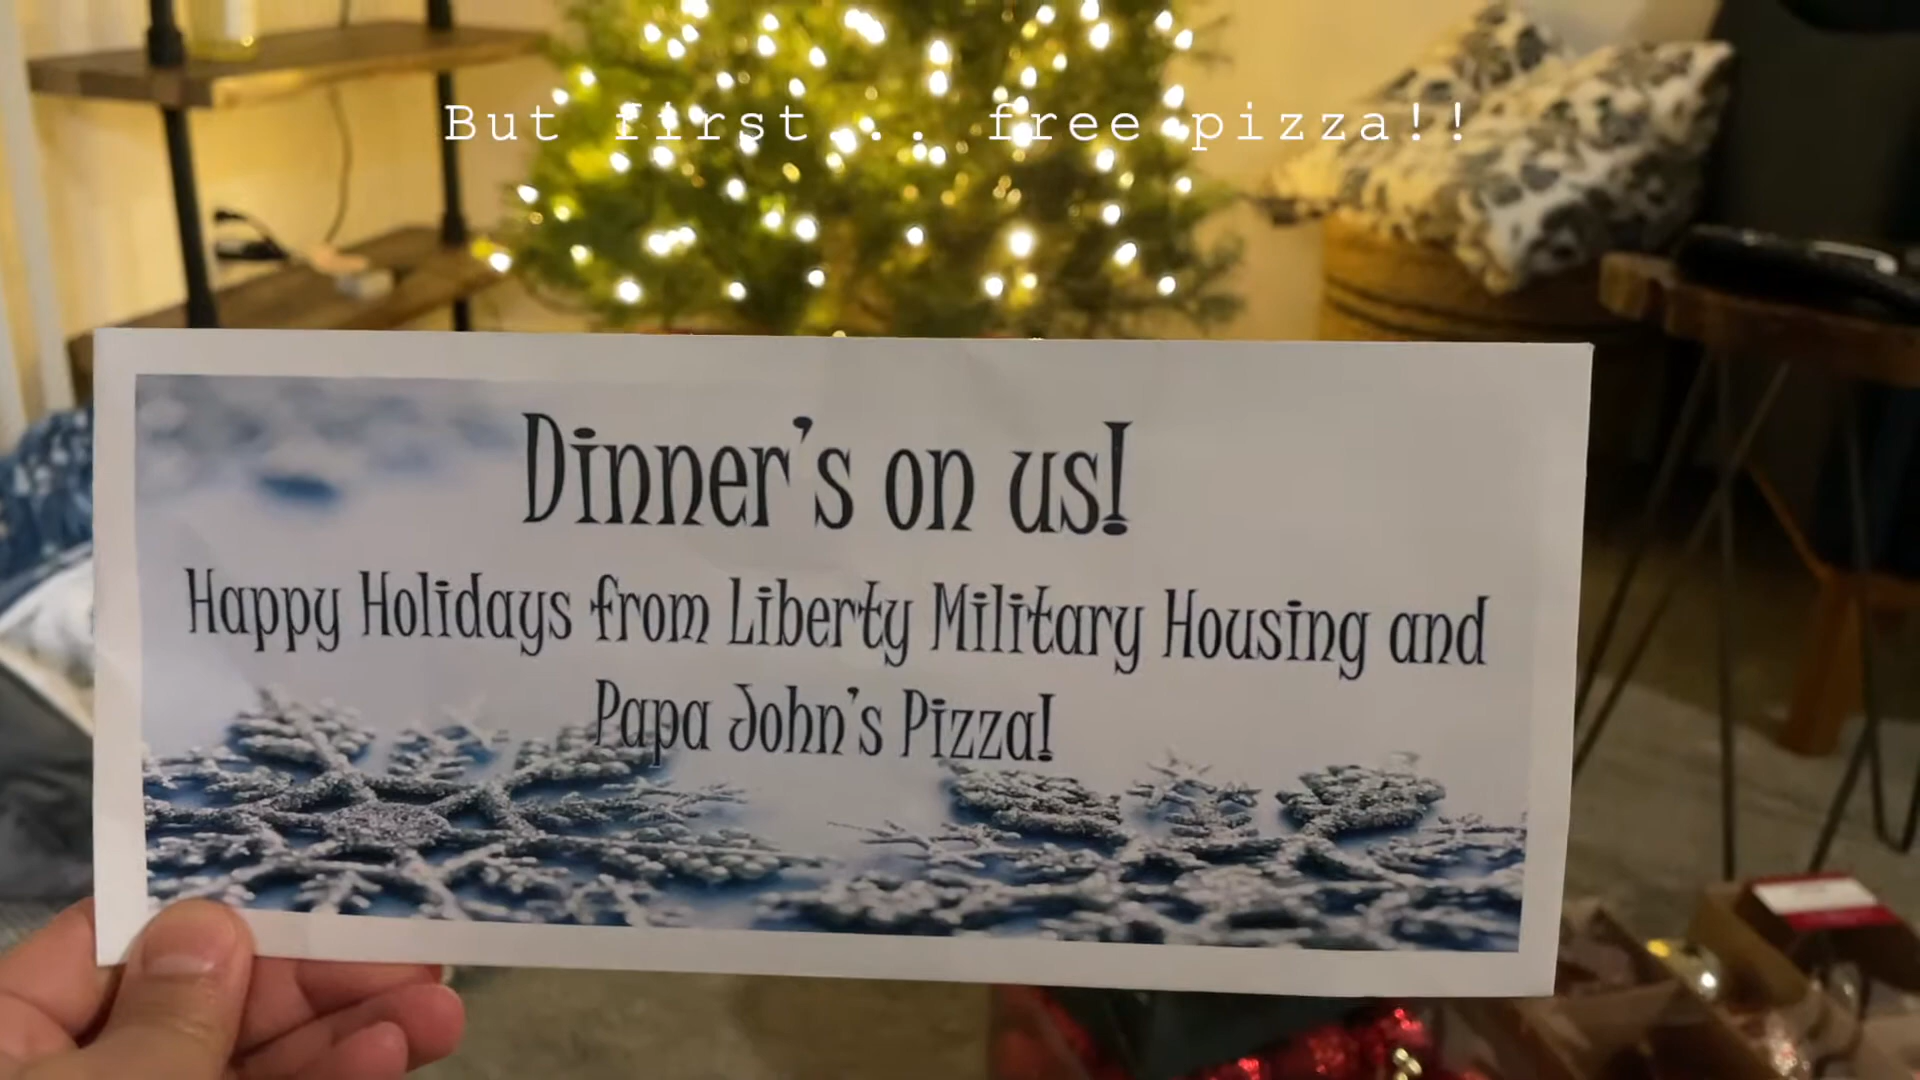 But first ... free pizza!!
Dinner's on us!
Happy Holidays from Liberty Military Housing and
Papa John's Pizza!